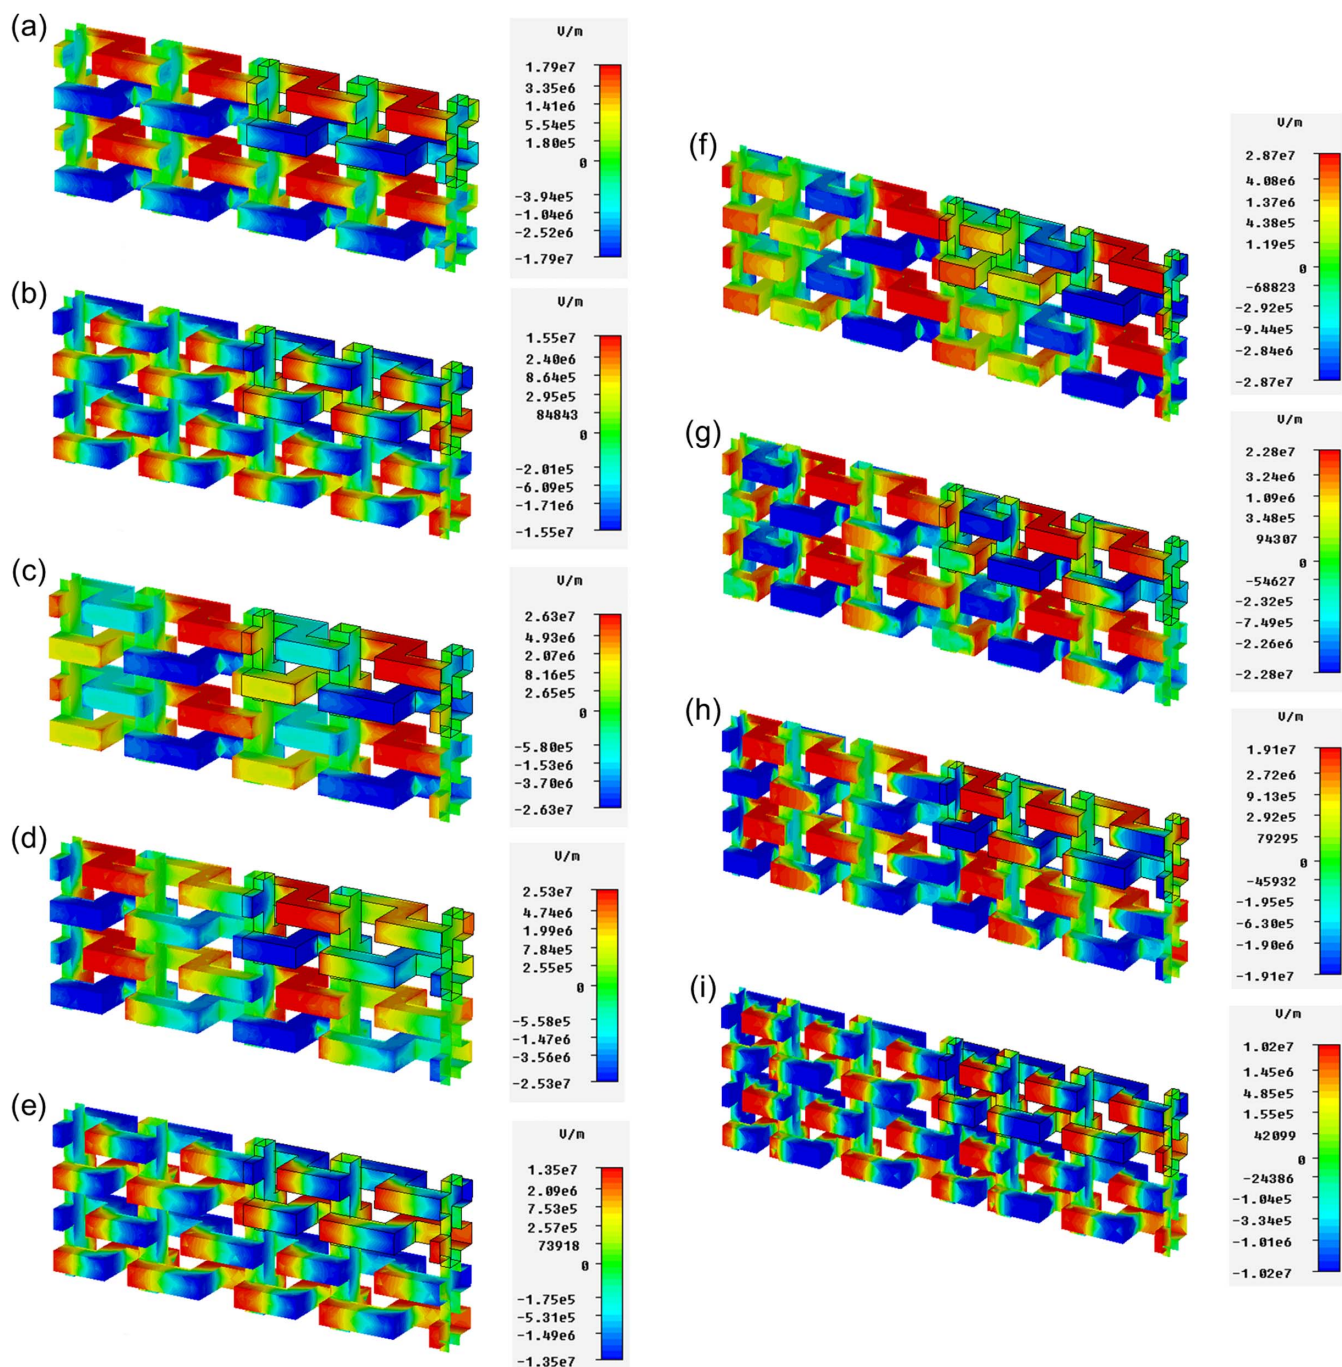 (a)
V/m
1.79e7
3.35e6
1.41e6
5.54e5
1.80e5
0
-3.94e5
-1.04e6
-2.52e6
-1.79e7
(b)
V/m
1.55e7
2.40e6
8.64e5
2.95e5
84843
0
-2.01e5
-6.09e5
-1.71e6
-1.55e7
(c)
V/m
2.63e7
4.93e6
2.07e6
8.16e5
2.65e5
0
-5.80e5
-1.53e6
-3.70e6
-2.63e7
(d)
V/m
2.53e7
4.74e6
1.99e6
7.84e5
2.55e5
0
-5.58e5
-1.47e6
-3.56e6
-2.53e7
(e)
V/m
1.35e7
2.09e6
7.53e5
2.57e5
73918
0
-1.75e5
-5.31e5
-1.49e6
-1.35e7
(f)
V/m
2.87e7
4.08e6
1.37e6
4.38e5
1.19e5
0
-68823
-2.92e5
-9.44e5
-2.84e6
-2.87e7
(g)
V/m
2.28e7
3.24e6
1.09e6
3.48e5
94307
0
-54627
-2.32e5
-7.49e5
-2.26e6
-2.28e7
(h)
V/m
1.91e7
2.72e6
9.13e5
2.92e5
79295
0
-45932
-1.95e5
-6.30e5
-1.90e6
-1.91e7
(i)
V/m
1.02e7
1.45e6
4.85e5
1.55e5
42099
0
-24386
-1.04e5
-3.34e5
-1.01e6
-1.02e7